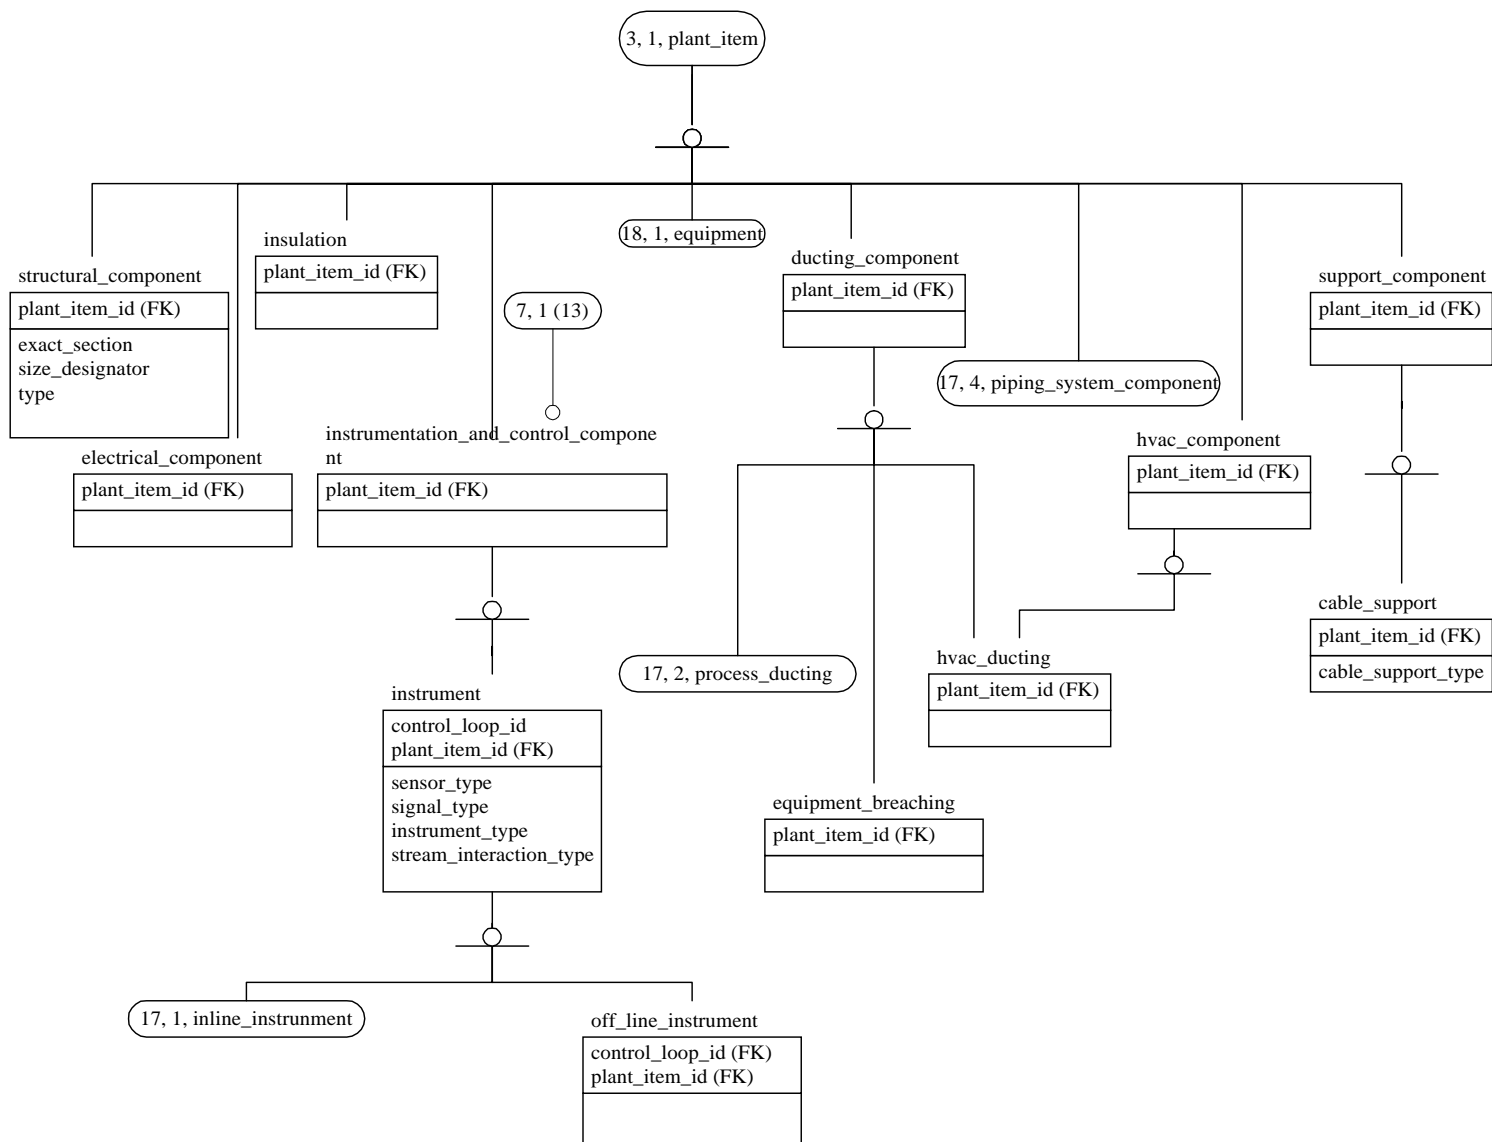 3, 1, plant_item
insulation
plant_item_id (FK)
18, 1, equipment
ducting_component
plant_item_id (FK)
structural_component
plant_item_id (FK)
exact_section
size_designator
type
support_component
plant_item_id (FK)
7, 1 (13)
17, 4, piping_system_component
electrical_component
plant_item_id (FK)
instrumentation_and_control_compone
nt
plant_item_id (FK)
hvac_component
plant_item_id (FK)
cable_support
plant_item_id (FK)
cable_support_type
17, 2, process_ducting
hvac_ducting
plant_item_id (FK)
instrument
control_loop_id
plant_item_id (FK)
sensor_type
signal_type
instrument_type
stream_interaction_type
equipment_breaching
plant_item_id (FK)
17, 1, inline_instrunment
off_line_instrument
control_loop_id (FK)
plant_item_id (FK)